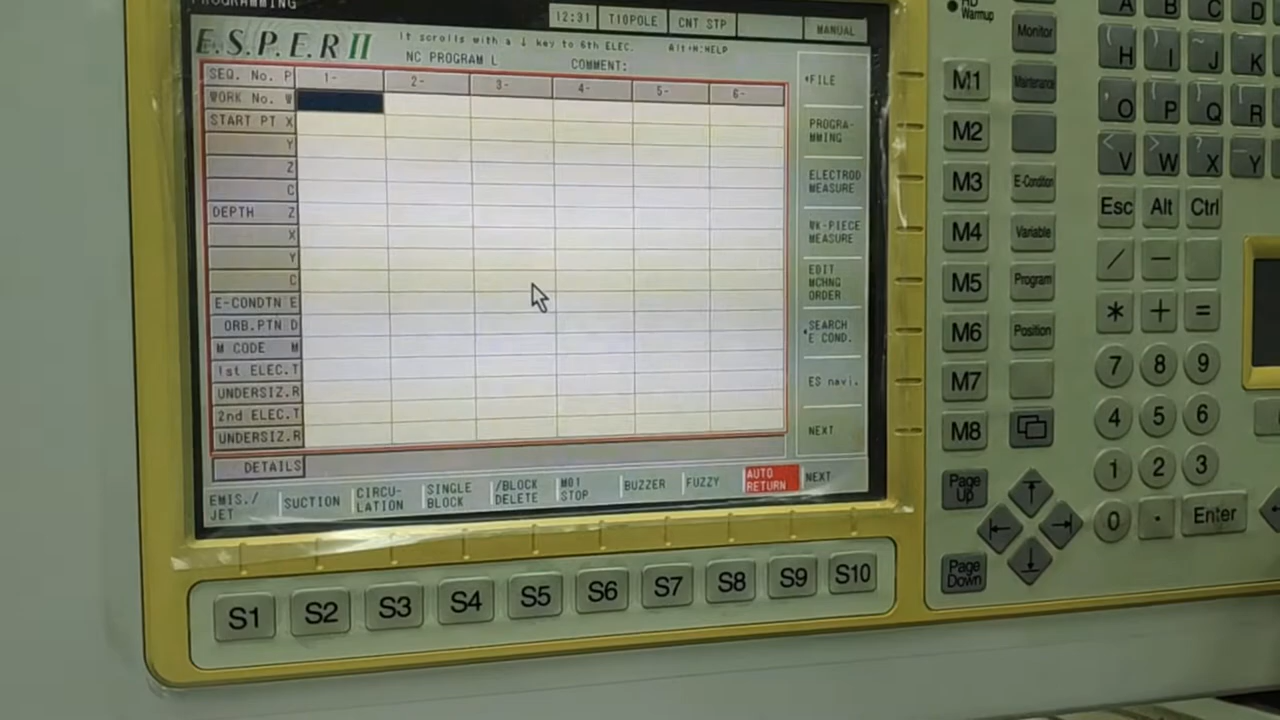 PROGRAMMING
12:31 T10POLE CNT STP MANUAL
E.S.P.E.R II
It scrolls with a ↓ key to 6th ELEC. Alt+H:HELP
NC PROGRAM L COMMENT:
SEQ. No. P 1- 2- 3- 4- 5- 6-
WORK No. W
START PT X
Y
Z
C
DEPTH Z
X
Y
C
E-CONDTN E
ORB.PTN D
M CODE M
1st ELEC.T
UNDERSIZ.R
2nd ELEC.T
UNDERSIZ.R
DETAILS
FILE
PROGRA-
MMING
ELECTROD
MEASURE
WK-PIECE
MEASURE
EDIT
MCHNG
ORDER
SEARCH
E COND.
ES navi.
NEXT
EMIS./
JET
SUCTION
CIRCU-
LATION
SINGLE
BLOCK
/BLOCK
DELETE
M01
STOP
BUZZER
FUZZY
AUTO
RETURN
NEXT
S1 S2 S3 S4 S5 S6 S7 S8 S9 S10
M1
M2
M3
M4
M5
M6
M7
M8
Page
Up
Page
Down
Warmup
Monitor
Maintenance
E-Condition
Variable
Program
Position
A B C D
H I J K
O P Q R
< V > W ? X Y
Esc Alt Ctrl
/ −
* + =
7 8 9
4 5 6
1 2 3
0 . Enter